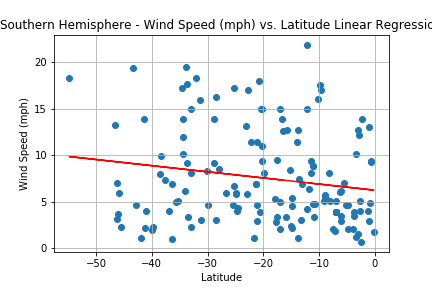 Southern Hemisphere - Wind Speed (mph) vs. Latitude Linear Regressio
20
15
10
5
0
Wind Speed (mph)
−50 −40 −30 −20 −10 0
Latitude